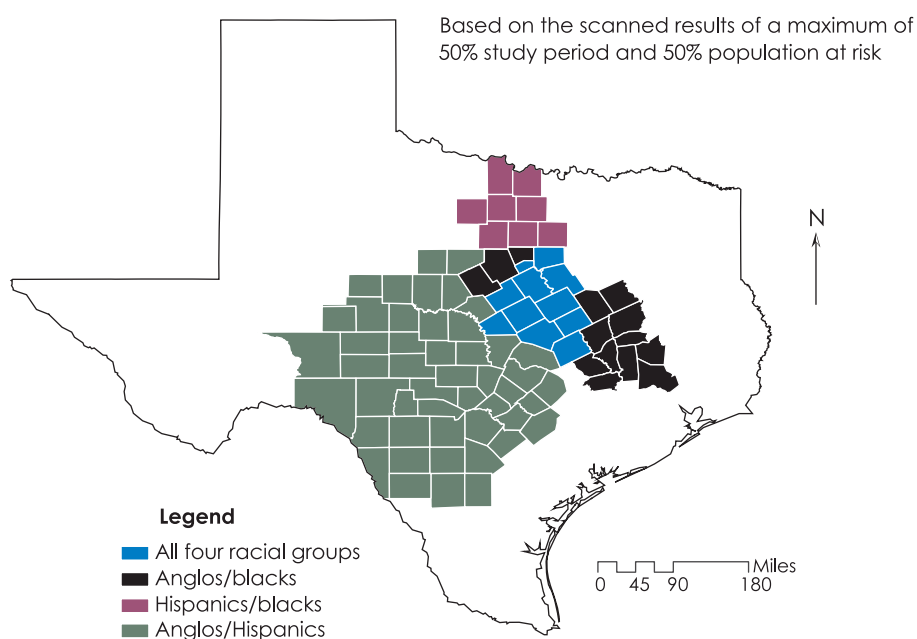 Based on the scanned results of a maximum of
50% study period and 50% population at risk
N
Legend
All four racial groups
Anglos/blacks
Hispanics/blacks
Anglos/Hispanics
Miles
0 45 90 180